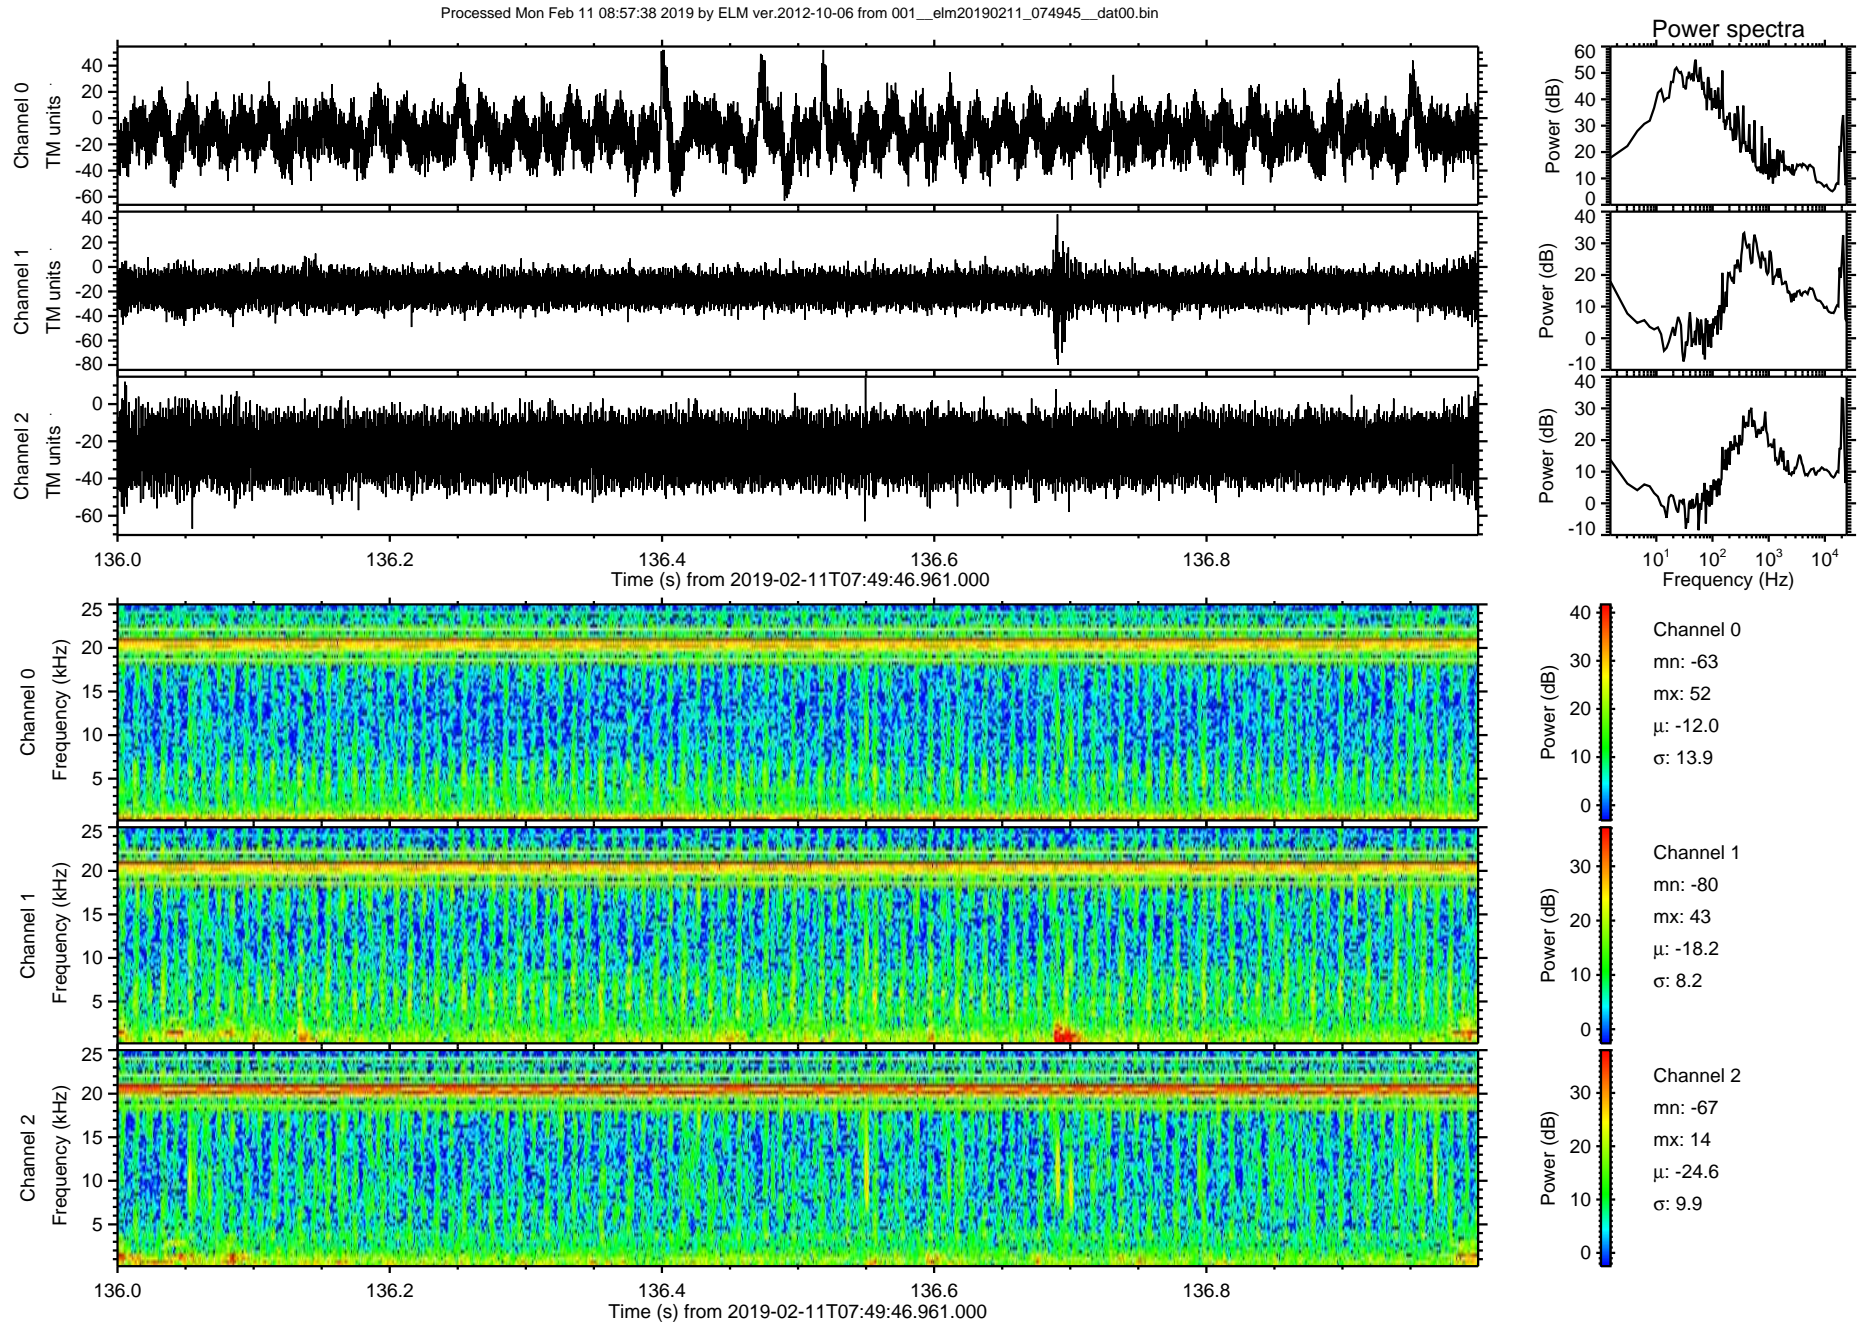 Processed Mon Feb 11 08:57:38 2019 by ELM ver.2012-10-06 from 001__elm20190211_074945__dat00.bin
Power spectra
Channel 0
TM units
40
20
0
-20
-40
-60
Power (dB)
60
50
40
30
20
10
0
Channel 1
TM units
40
20
0
-20
-40
-60
-80
Power (dB)
40
30
20
10
0
-10
Channel 2
TM units
0
-20
-40
-60
Power (dB)
40
30
20
10
0
-10
136.0 136.2 136.4 136.6 136.8
Time (s) from 2019-02-11T07:49:46.961.000
10¹ 10² 10³ 10⁴
Frequency (Hz)
Channel 0
Frequency (kHz)
25
20
15
10
5
Power (dB)
40
30
20
10
0
Channel 0
mn: -63
mx: 52
μ: -12.0
σ: 13.9
Channel 1
Frequency (kHz)
25
20
15
10
5
Power (dB)
30
20
10
0
Channel 1
mn: -80
mx: 43
μ: -18.2
σ: 8.2
Channel 2
Frequency (kHz)
25
20
15
10
5
Power (dB)
30
20
10
0
Channel 2
mn: -67
mx: 14
μ: -24.6
σ: 9.9
136.0 136.2 136.4 136.6 136.8
Time (s) from 2019-02-11T07:49:46.961.000